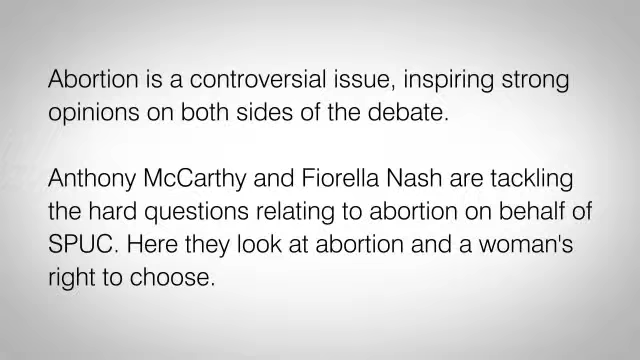 Abortion is a controversial issue, inspiring strong
opinions on both sides of the debate.
Anthony McCarthy and Fiorella Nash are tackling
the hard questions relating to abortion on behalf of
SPUC. Here they look at abortion and a woman's
right to choose.